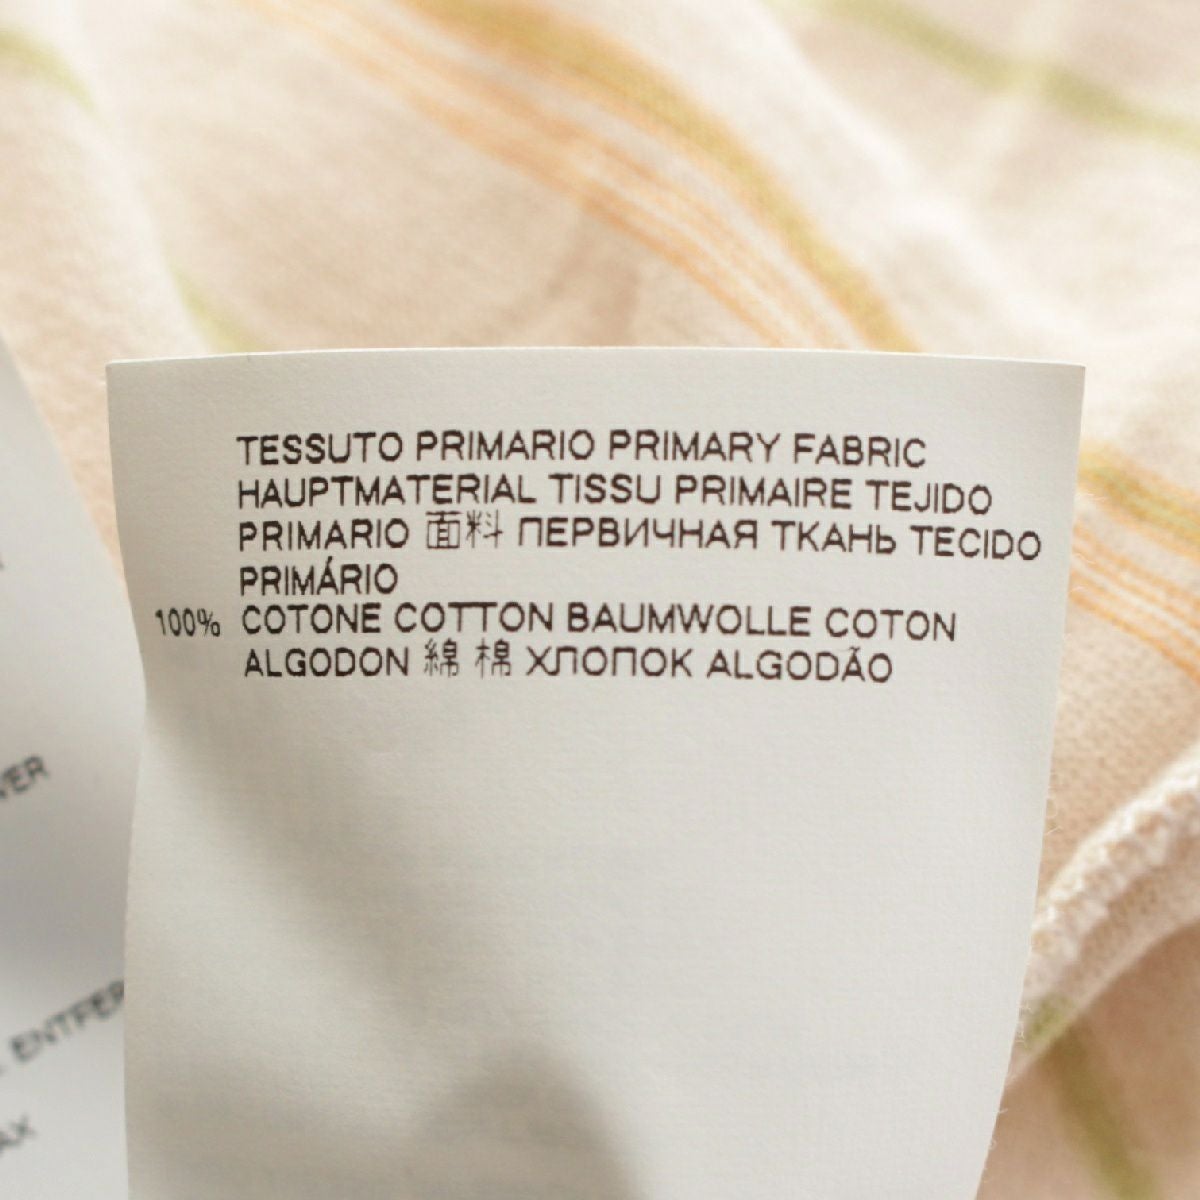 TESSUTO PRIMARIO PRIMARY FABRIC
HAUPTMATERIAL TISSU PRIMAIRE TEJIDO
PRIMARIO 面料 ПЕРВИЧНАЯ ТКАНЬ TECIDO
PRIMÁRIO
100% COTONE COTTON BAUMWOLLE COTON
ALGODON 綿 棉 ХЛОПОК ALGODÃO